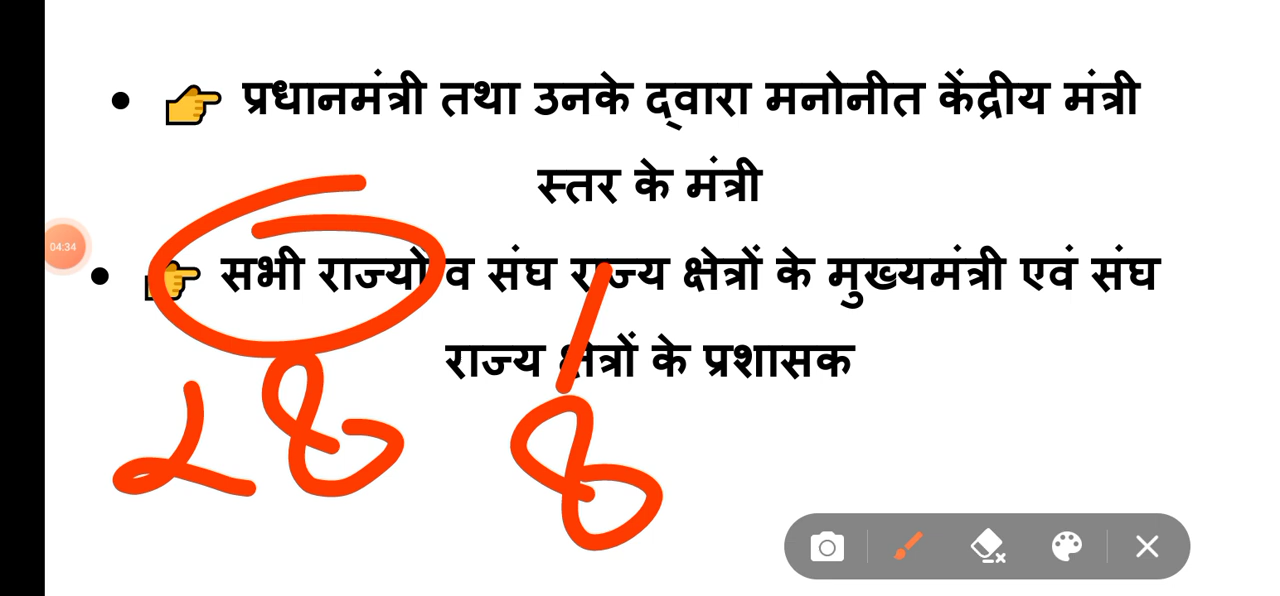 👉 प्रधानमंत्री तथा उनके द्वारा मनोनीत केंद्रीय मंत्री
स्तर के मंत्री
04:34
👉 सभी राज्यों व संघ राज्य क्षेत्रों के मुख्यमंत्री एवं संघ
राज्य क्षेत्रों के प्रशासक
28 8